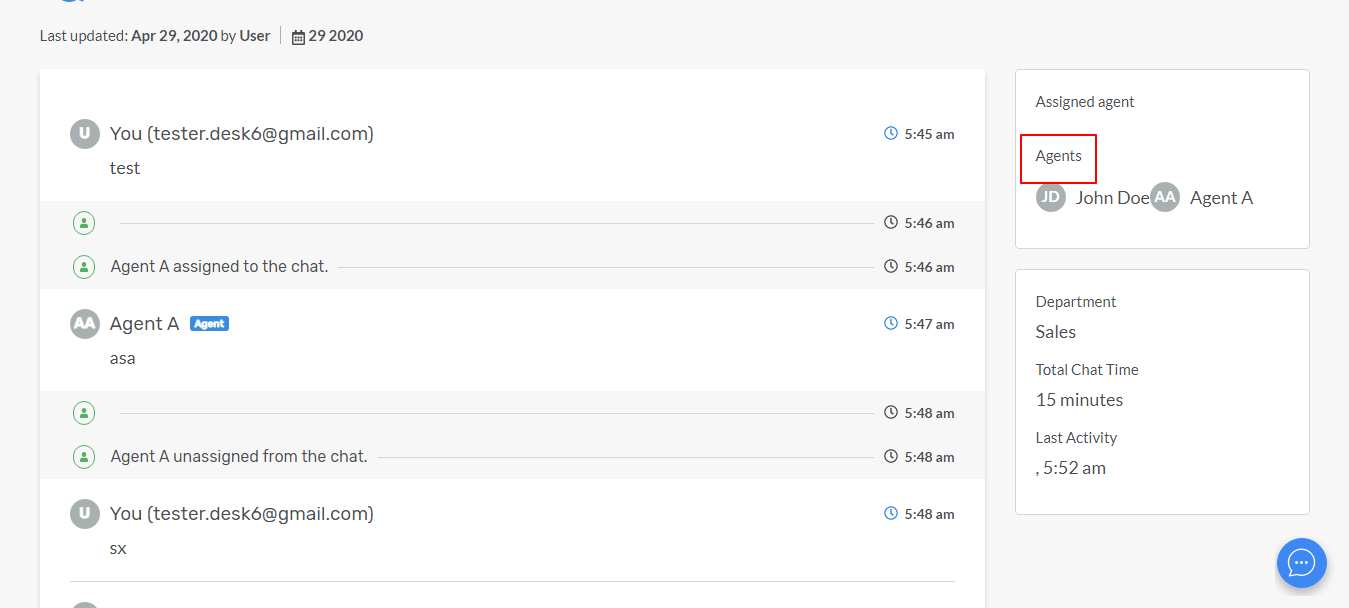 Last updated: Apr 29, 2020 by User | 29 2020
U You (tester.desk6@gmail.com) 5:45 am
test
5:46 am
Agent A assigned to the chat. 5:46 am
AA Agent A Agent 5:47 am
asa
5:48 am
Agent A unassigned from the chat. 5:48 am
U You (tester.desk6@gmail.com) 5:48 am
sx
Assigned agent
Agents
JD John Doe AA Agent A
Department
Sales
Total Chat Time
15 minutes
Last Activity
, 5:52 am